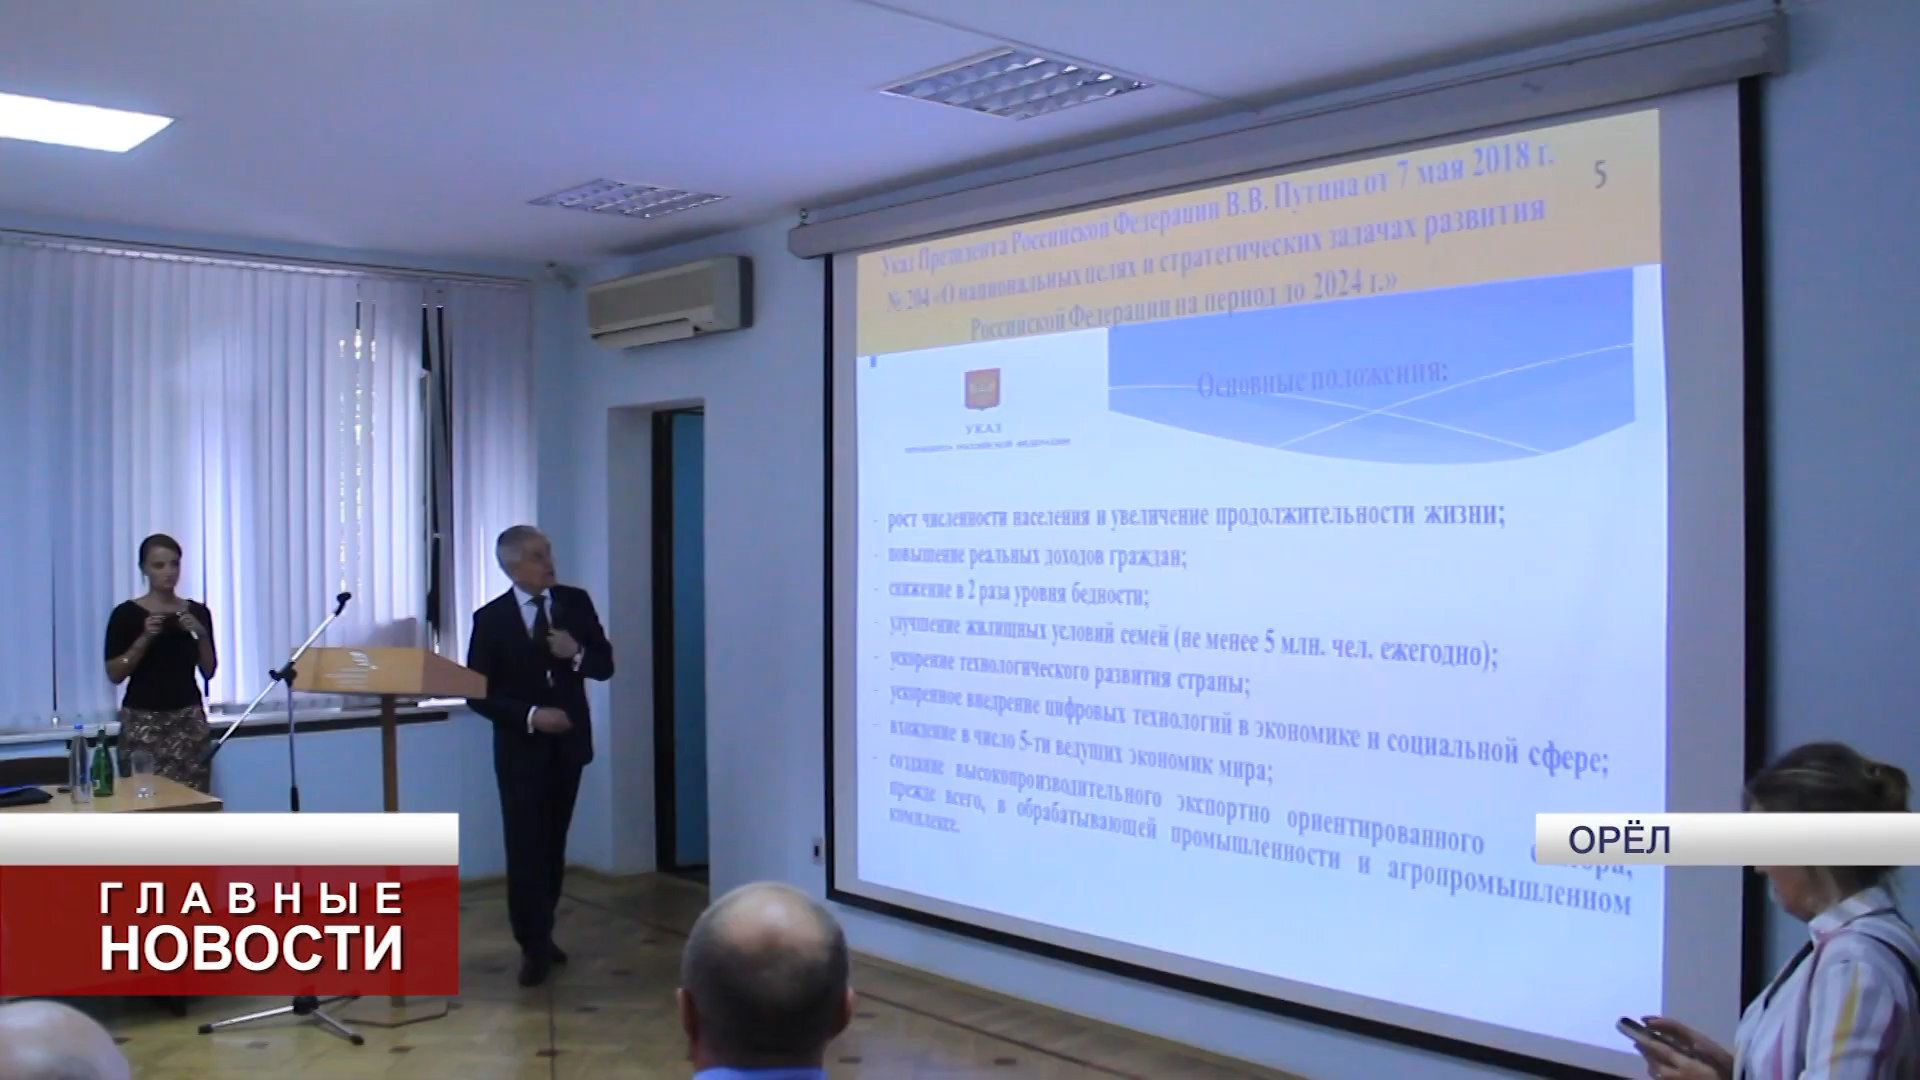 Указ Президента Российской Федерации В.В. Путина от 7 мая 2018 г.
№ 204 «О национальных целях и стратегических задачах развития
Российской Федерации на период до 2024 г.»
5
Основные положения:
УКАЗ
ПРЕЗИДЕНТА РОССИЙСКОЙ ФЕДЕРАЦИИ
- рост численности населения и увеличение продолжительности жизни;
- повышение реальных доходов граждан;
- снижение в 2 раза уровня бедности;
- улучшение жилищных условий семей (не менее 5 млн. чел. ежегодно);
- ускорение технологического развития страны;
- ускоренное внедрение цифровых технологий в экономике и социальной сфере;
- вхождение в число 5-ти ведущих экономик мира;
- создание высокопроизводительного экспортно ориентированного
прежде всего, в обрабатывающей промышленности и агропромышленном
комплексе.
ОРЁЛ
ГЛАВНЫЕ
НОВОСТИ